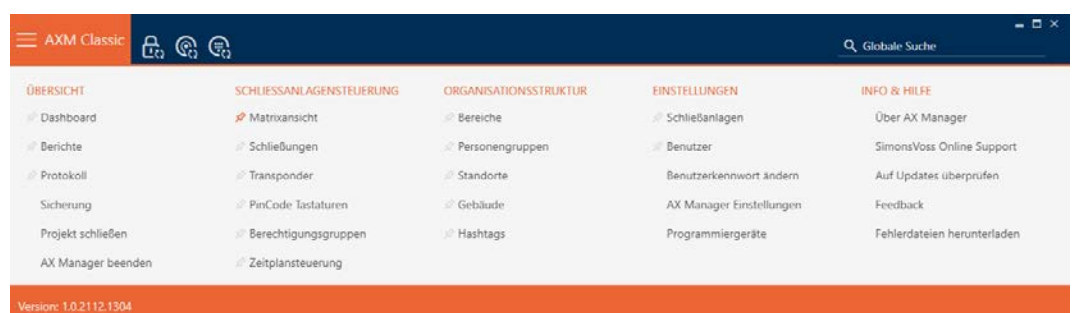 AXM Classic
Globale Suche
ÜBERSICHT
Dashboard
Berichte
Protokoll
Sicherung
Projekt schließen
AX Manager beenden
SCHLIESSANLAGENSTEUERUNG
Matrixansicht
Schließungen
Transponder
PinCode Tastaturen
Berechtigungsgruppen
Zeitplansteuerung
ORGANISATIONSSTRUKTUR
Bereiche
Personengruppen
Standorte
Gebäude
Hashtags
EINSTELLUNGEN
Schließanlagen
Benutzer
Benutzerkennwort ändern
AX Manager Einstellungen
Programmiergeräte
INFO & HILFE
Über AX Manager
SimonsVoss Online Support
Auf Updates überprüfen
Feedback
Fehlerdateien herunterladen
Version: 1.0.2112.1304